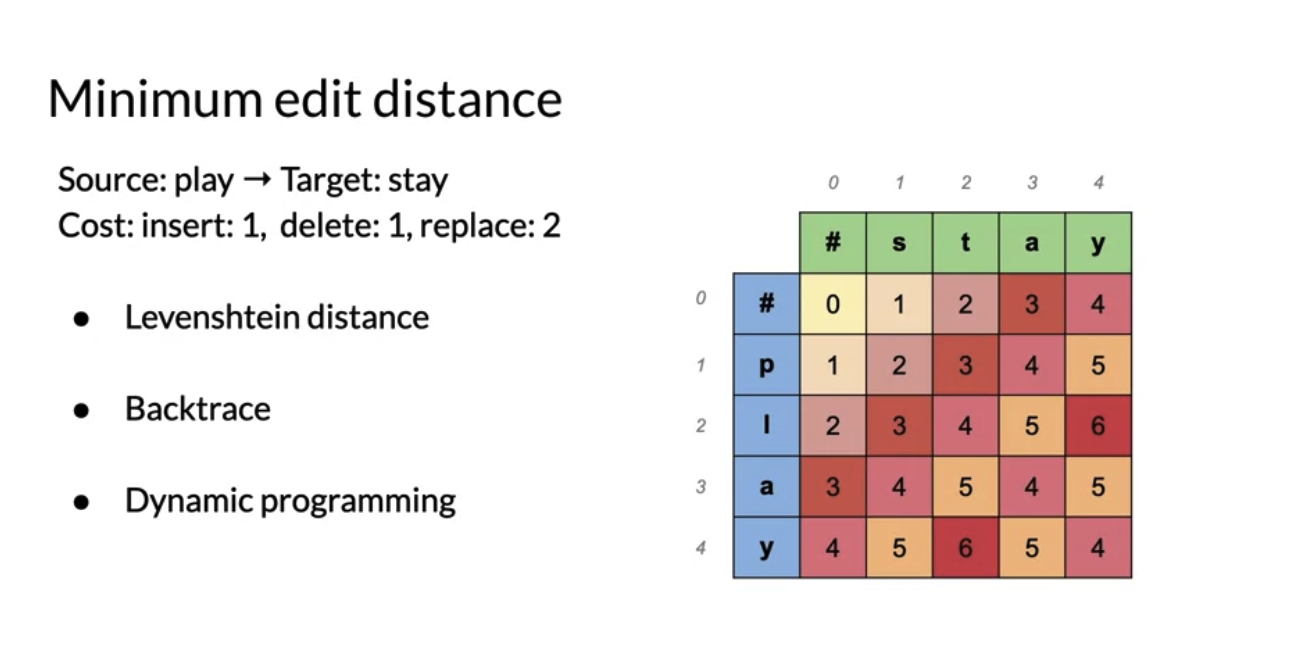 Minimum edit distance
Source: play → Target: stay
Cost: insert: 1, delete: 1, replace: 2
● Levenshtein distance
● Backtrace
● Dynamic programming
0 1 2 3 4
# s t a y
0 # 0 1 2 3 4
1 p 1 2 3 4 5
2 l 2 3 4 5 6
3 a 3 4 5 4 5
4 y 4 5 6 5 4